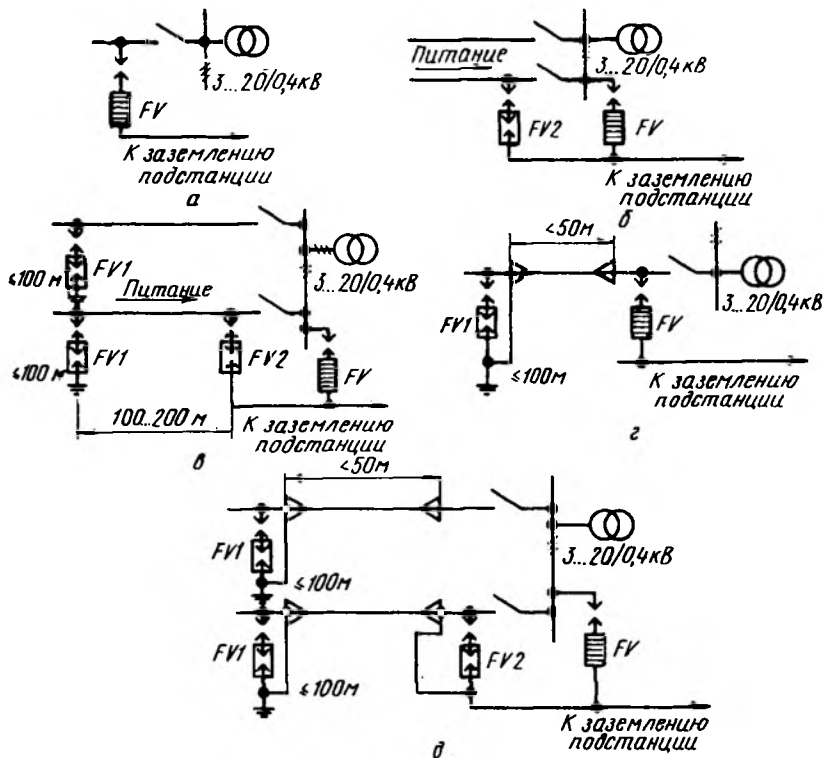 3...20/0,4кВ
FV
К заземлению
подстанции
а
Питание
3...20/0,4кВ
FV2
FV
К заземлению
подстанции
б
FV1
≤100 м
Питание
3...20/0,4кВ
FV1
≤100 м
FV2
FV
100...200 м
К заземлению
подстанции
в
<50м
3...20/0,4кВ
FV1
FV
≤100м
К заземлению
подстанции
г
<50м
3...20/0,4кВ
FV1
≤100м
FV1
≤100м
FV2
FV
К заземлению
подстанции
д